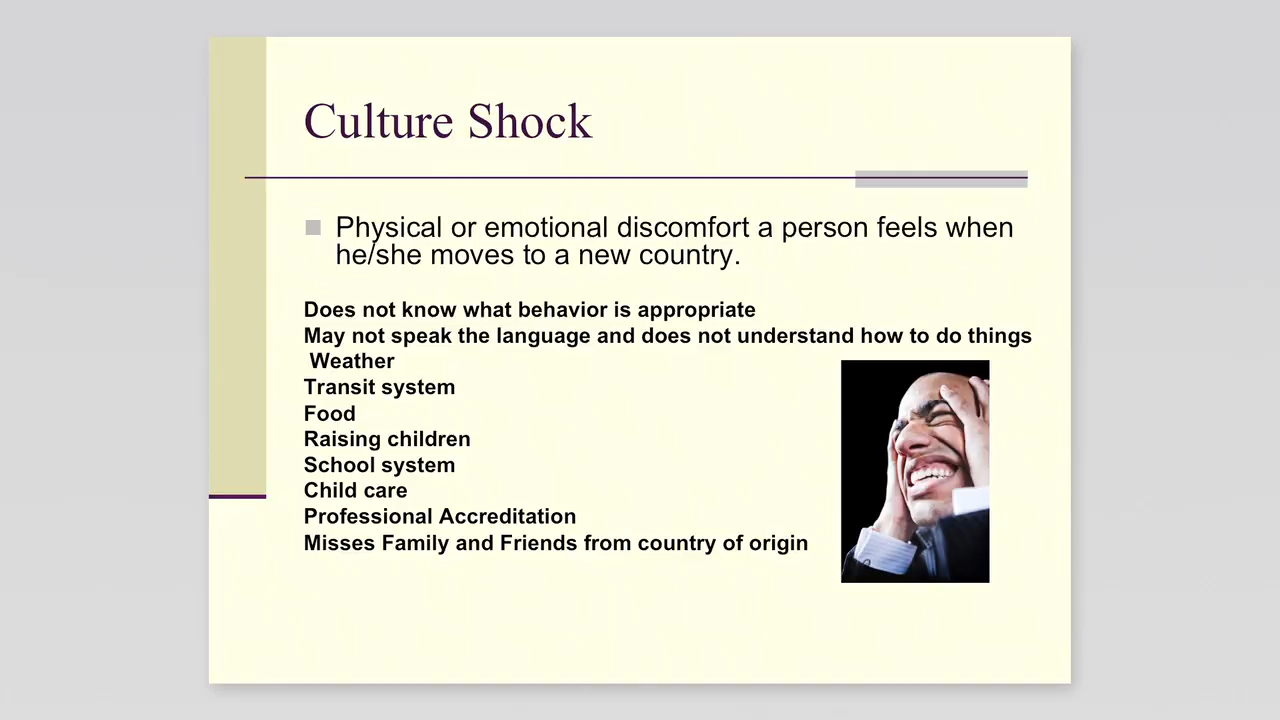 Culture Shock
Physical or emotional discomfort a person feels when
he/she moves to a new country.
Does not know what behavior is appropriate
May not speak the language and does not understand how to do things
Weather
Transit system
Food
Raising children
School system
Child care
Professional Accreditation
Misses Family and Friends from country of origin